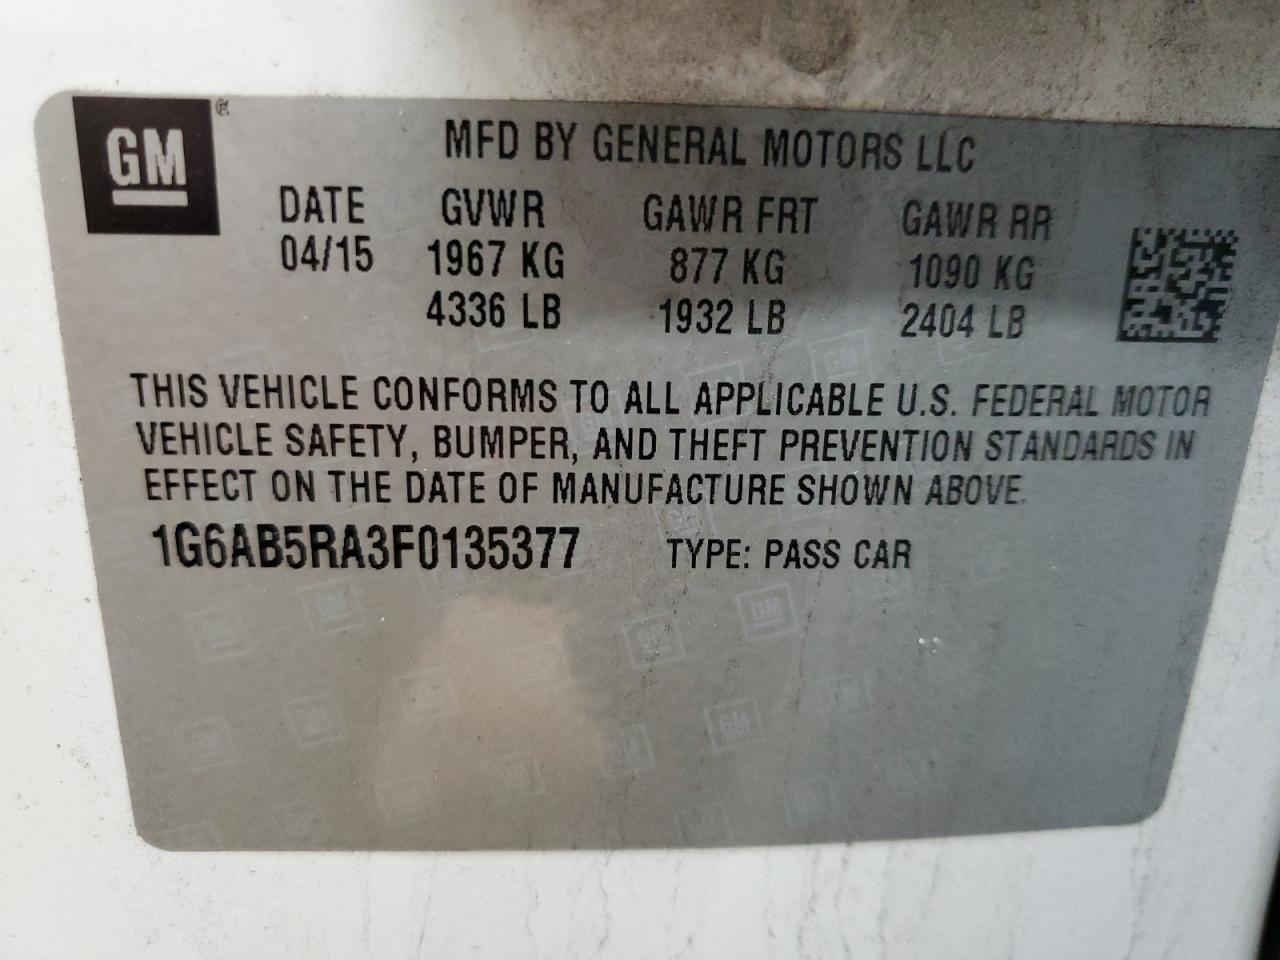 GM ® MFD BY GENERAL MOTORS LLC
DATE GVWR GAWR FRT GAWR RR
04/15 1967 KG 877 KG 1090 KG
4336 LB 1932 LB 2404 LB
THIS VEHICLE CONFORMS TO ALL APPLICABLE U.S. FEDERAL MOTOR
VEHICLE SAFETY, BUMPER, AND THEFT PREVENTION STANDARDS IN
EFFECT ON THE DATE OF MANUFACTURE SHOWN ABOVE.
1G6AB5RA3F0135377 TYPE: PASS CAR